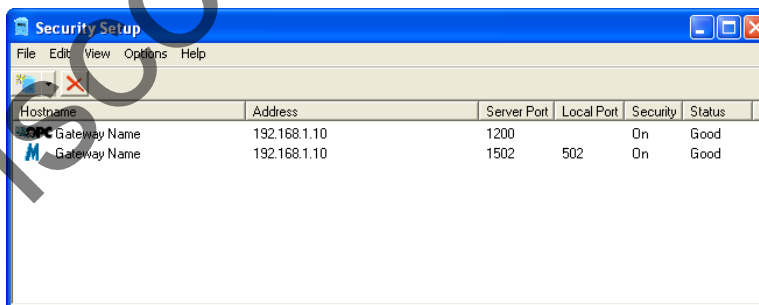 Security Setup
File Edit View Options Help
Hostname Address Server Port Local Port Security Status
OPC Gateway Name 192.168.1.10 1200 On Good
M Gateway Name 192.168.1.10 1502 502 On Good